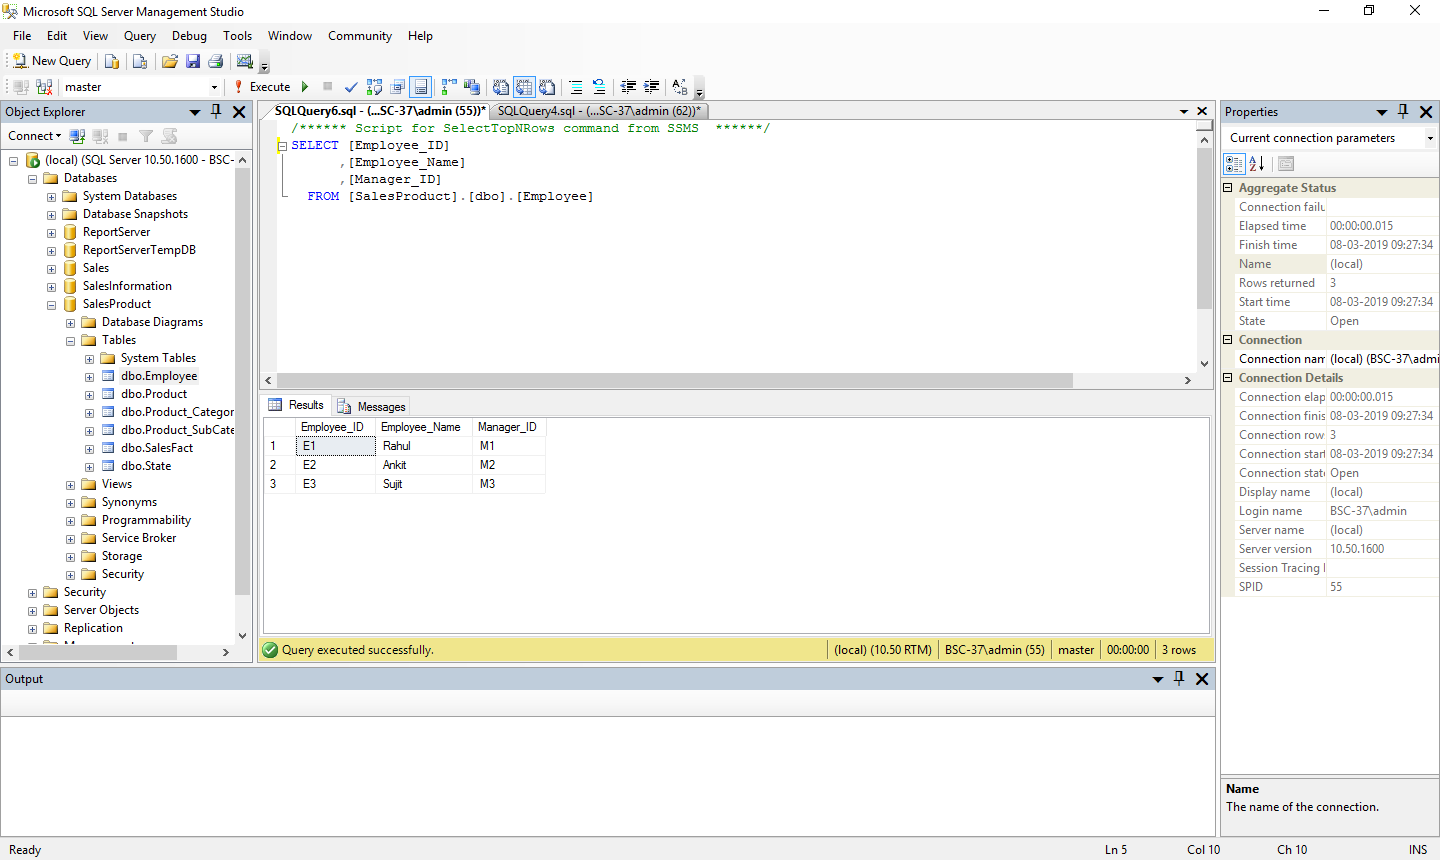 Microsoft SQL Server Management Studio
File Edit View Query Debug Tools Window Community Help
New Query
master Execute
Object Explorer
Connect
(local) (SQL Server 10.50.1600 - BSC-
Databases
System Databases
Database Snapshots
ReportServer
ReportServerTempDB
Sales
SalesInformation
SalesProduct
Database Diagrams
Tables
System Tables
dbo.Employee
dbo.Product
dbo.Product_Categor
dbo.Product_SubCate
dbo.SalesFact
dbo.State
Views
Synonyms
Programmability
Service Broker
Storage
Security
Security
Server Objects
Replication
SQLQuery6.sql - (...SC-37\admin (55))* SQLQuery4.sql - (...SC-37\admin (62))*
/****** Script for SelectTopNRows command from SSMS ******/
SELECT [Employee_ID]
,[Employee_Name]
,[Manager_ID]
FROM [SalesProduct].[dbo].[Employee]
Results Messages
Employee_ID Employee_Name Manager_ID
1 E1 Rahul M1
2 E2 Ankit M2
3 E3 Sujit M3
Query executed successfully. (local) (10.50 RTM) BSC-37\admin (55) master 00:00:00 3 rows
Output
Properties
Current connection parameters
Aggregate Status
Connection failu
Elapsed time 00:00:00.015
Finish time 08-03-2019 09:27:34
Name (local)
Rows returned 3
Start time 08-03-2019 09:27:34
State Open
Connection
Connection nam (local) (BSC-37\admi
Connection Details
Connection elap 00:00:00.015
Connection finis 08-03-2019 09:27:34
Connection row 3
Connection start 08-03-2019 09:27:34
Connection stat Open
Display name (local)
Login name BSC-37\admin
Server name (local)
Server version 10.50.1600
Session Tracing I
SPID 55
Name
The name of the connection.
Ready Ln 5 Col 10 Ch 10 INS